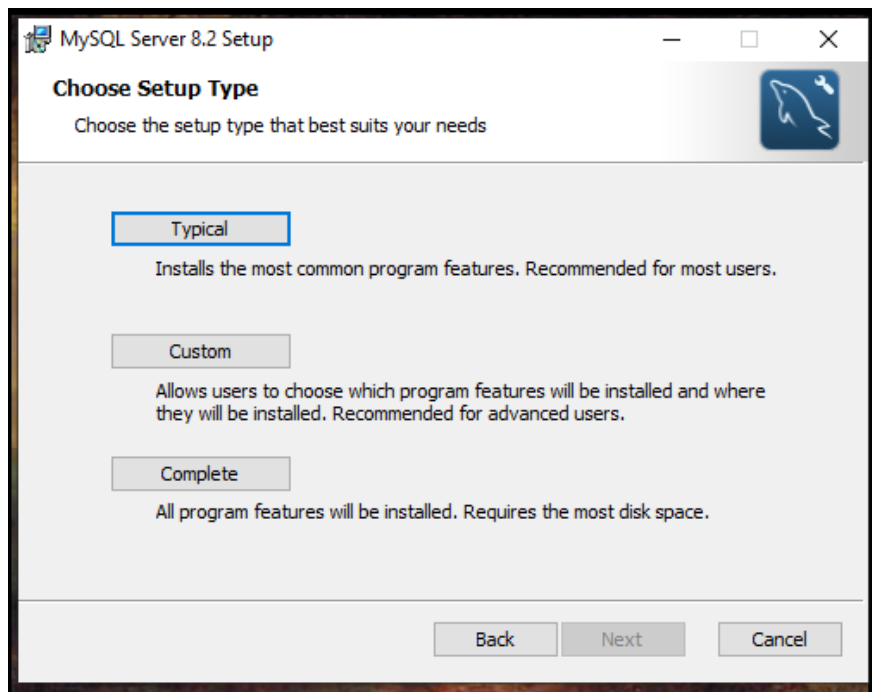 MySQL Server 8.2 Setup
Choose Setup Type
Choose the setup type that best suits your needs
Typical
Installs the most common program features. Recommended for most users.
Custom
Allows users to choose which program features will be installed and where
they will be installed. Recommended for advanced users.
Complete
All program features will be installed. Requires the most disk space.
Back Next Cancel